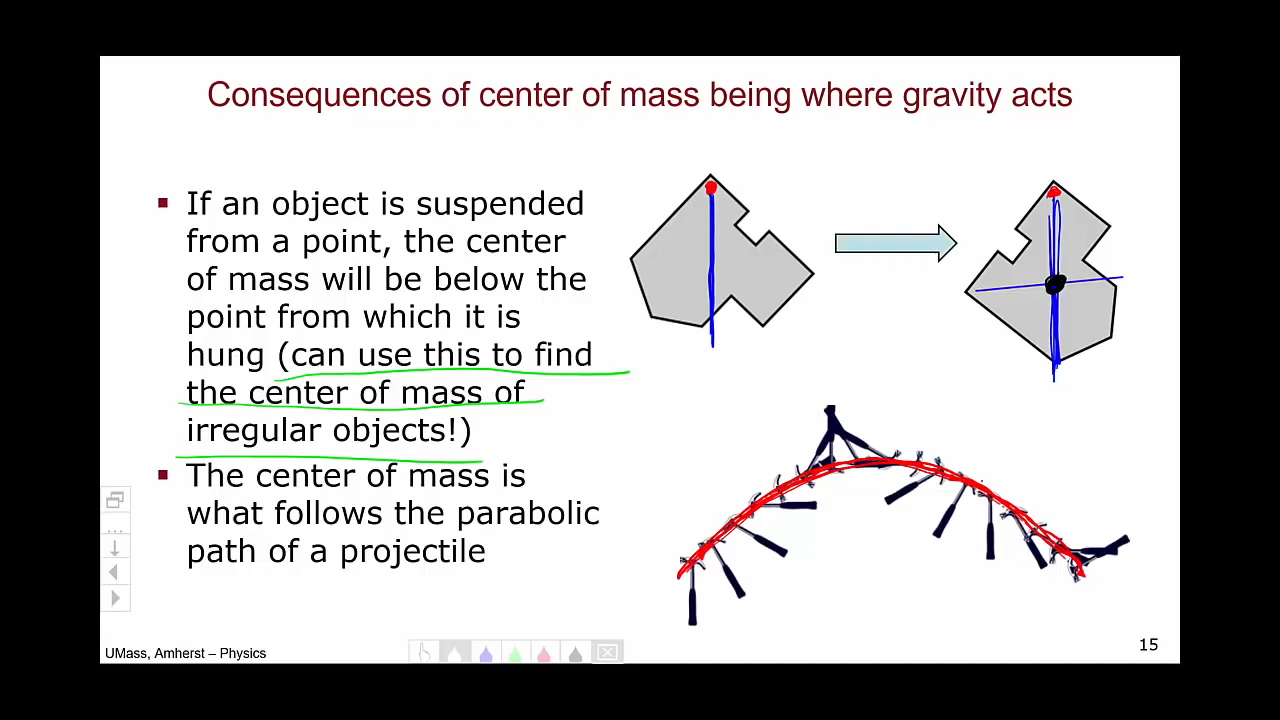 Consequences of center of mass being where gravity acts
▪ If an object is suspended
from a point, the center
of mass will be below the
point from which it is
hung (can use this to find
the center of mass of
irregular objects!)
▪ The center of mass is
what follows the parabolic
path of a projectile
UMass, Amherst – Physics
15